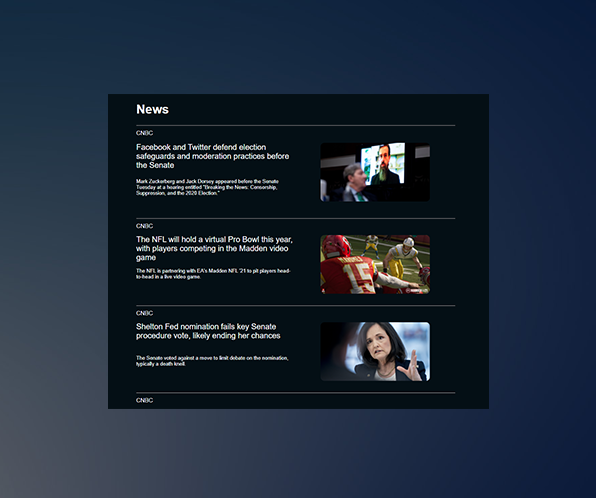 News
CNBC
Facebook and Twitter defend election
safeguards and moderation practices before
the Senate
Mark Zuckerberg and Jack Dorsey appeared before the Senate
Tuesday at a hearing entitled "Breaking the News: Censorship,
Suppression, and the 2020 Election."
CNBC
The NFL will hold a virtual Pro Bowl this year,
with players competing in the Madden video
game
The NFL is partnering with EA's Madden NFL '21 to pit players head-
to-head in a live video game.
15
CNBC
Shelton Fed nomination fails key Senate
procedure vote, likely ending her chances
The Senate voted against a move to limit debate on the nomination,
typically a death knell.
CNBC